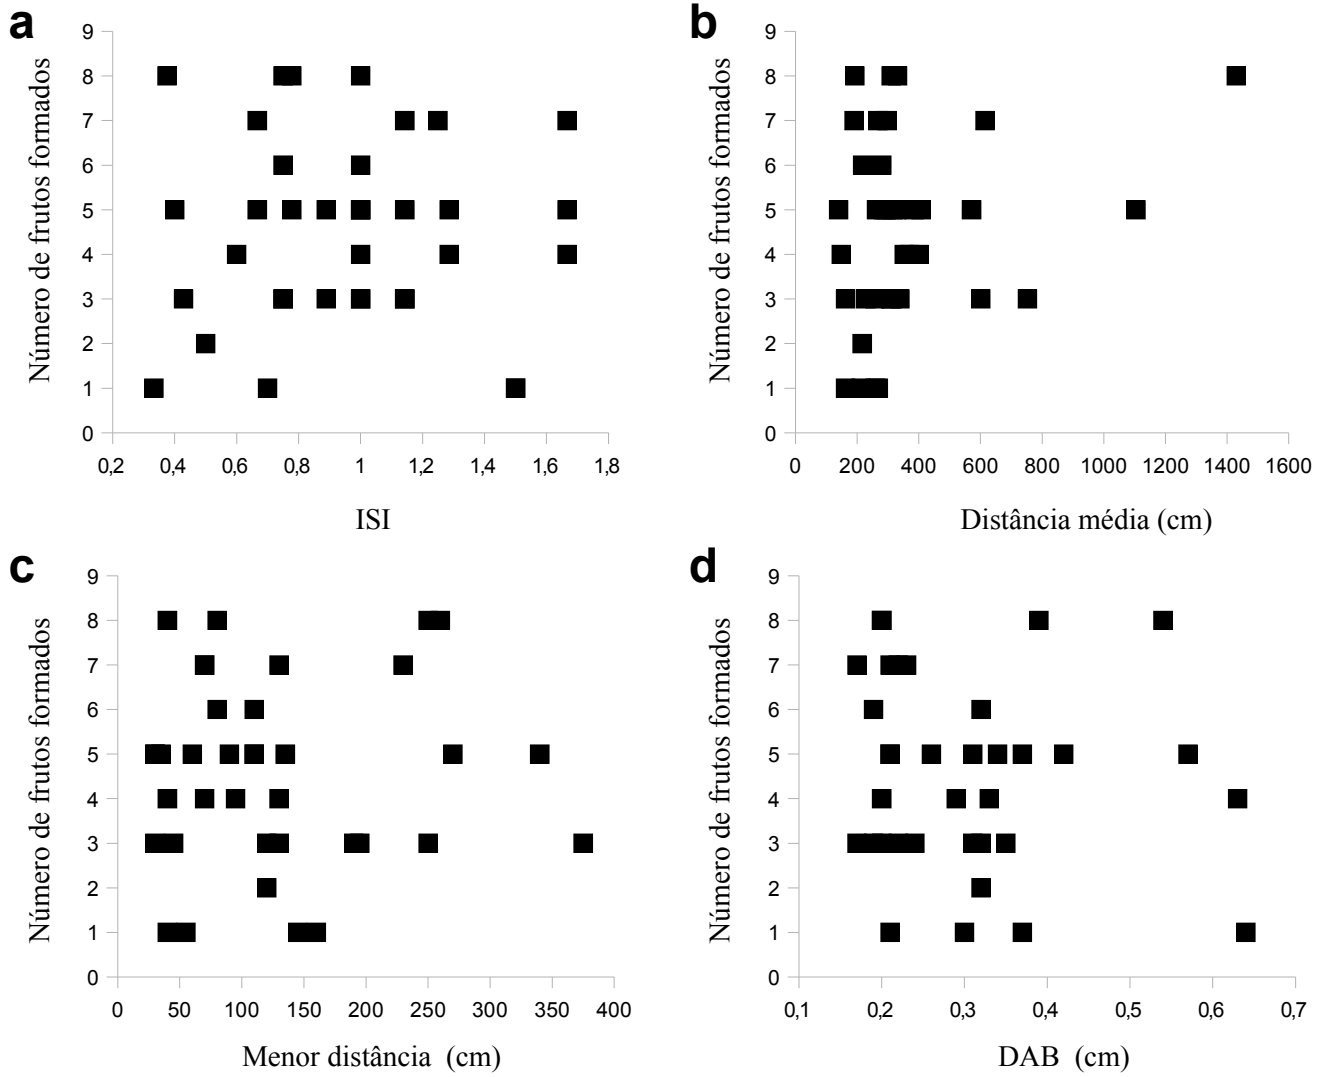 a
Número de frutos formados
9
8
7
6
5
4
3
2
1
0
0,2 0,4 0,6 0,8 1 1,2 1,4 1,6 1,8
ISI
b
Número de frutos formados
9
8
7
6
5
4
3
2
1
0
0 200 400 600 800 1000 1200 1400 1600
Distância média (cm)
c
Número de frutos formados
9
8
7
6
5
4
3
2
1
0
0 50 100 150 200 250 300 350 400
Menor distância (cm)
d
Número de frutos formados
9
8
7
6
5
4
3
2
1
0
0,1 0,2 0,3 0,4 0,5 0,6 0,7
DAB (cm)